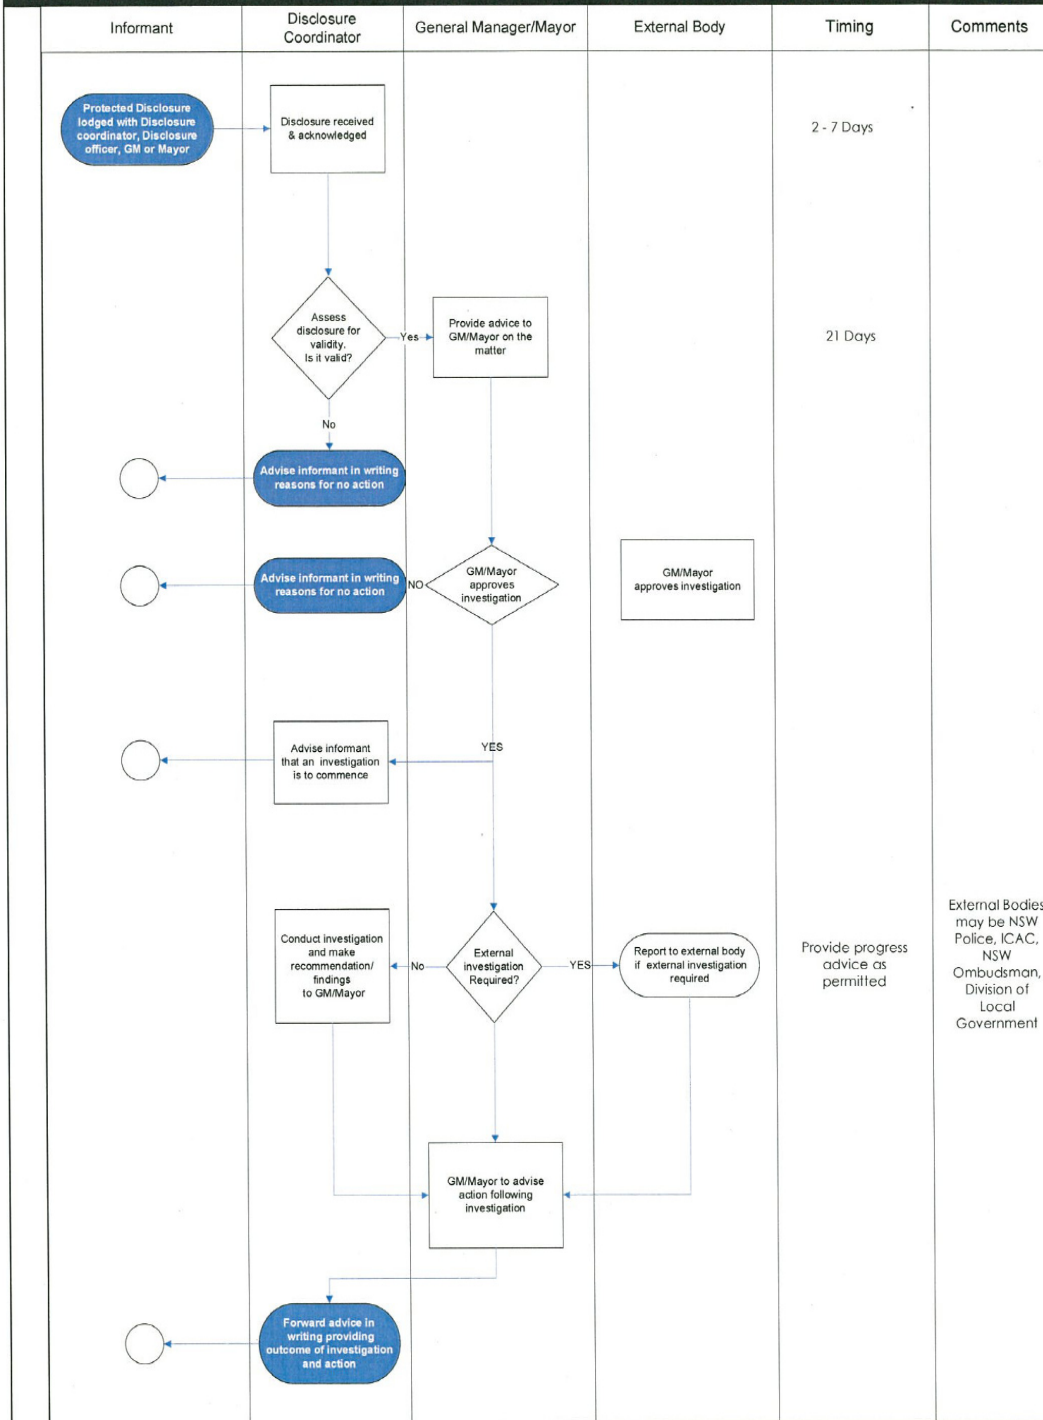 Informant
Disclosure
Coordinator
General Manager/Mayor
External Body
Timing
Comments
Protected Disclosure
lodged with Disclosure
coordinator, Disclosure
officer, GM or Mayor
Disclosure received
& acknowledged
2 - 7 Days
Assess
disclosure for
validity.
Is it valid?
Yes
Provide advice to
GM/Mayor on the
matter
21 Days
No
Advise informant in writing
reasons for no action
Advise informant in writing
reasons for no action
NO
GM/Mayor
approves
investigation
GM/Mayor
approves investigation
YES
Advise informant
that an investigation
is to commence
Conduct investigation
and make
recommendation/
findings
to GM/Mayor
No
External
investigation
Required?
YES
Report to external body
if external investigation
required
Provide progress
advice as
permitted
External Bodies
may be NSW
Police, ICAC,
NSW
Ombudsman,
Division of
Local
Government
GM/Mayor to advise
action following
investigation
Forward advice in
writing providing
outcome of investigation
and action